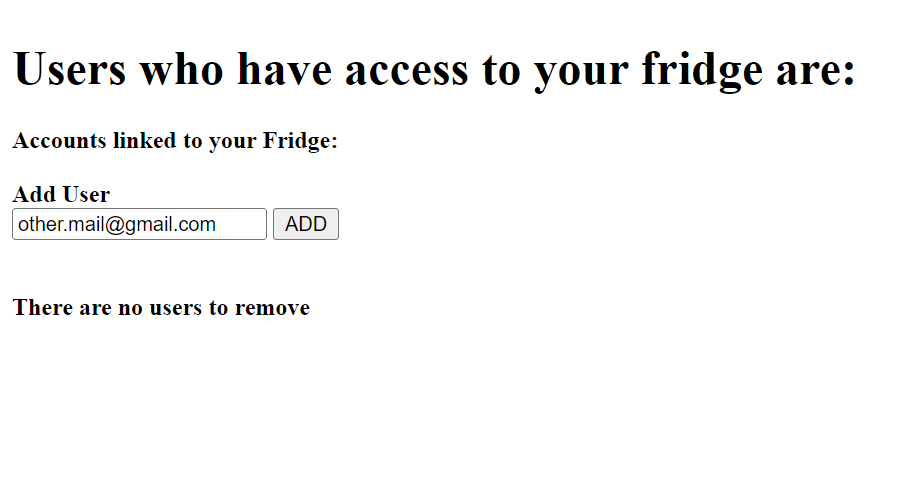 Users who have access to your fridge are:
Accounts linked to your Fridge:
Add User
other.mail@gmail.com ADD
There are no users to remove